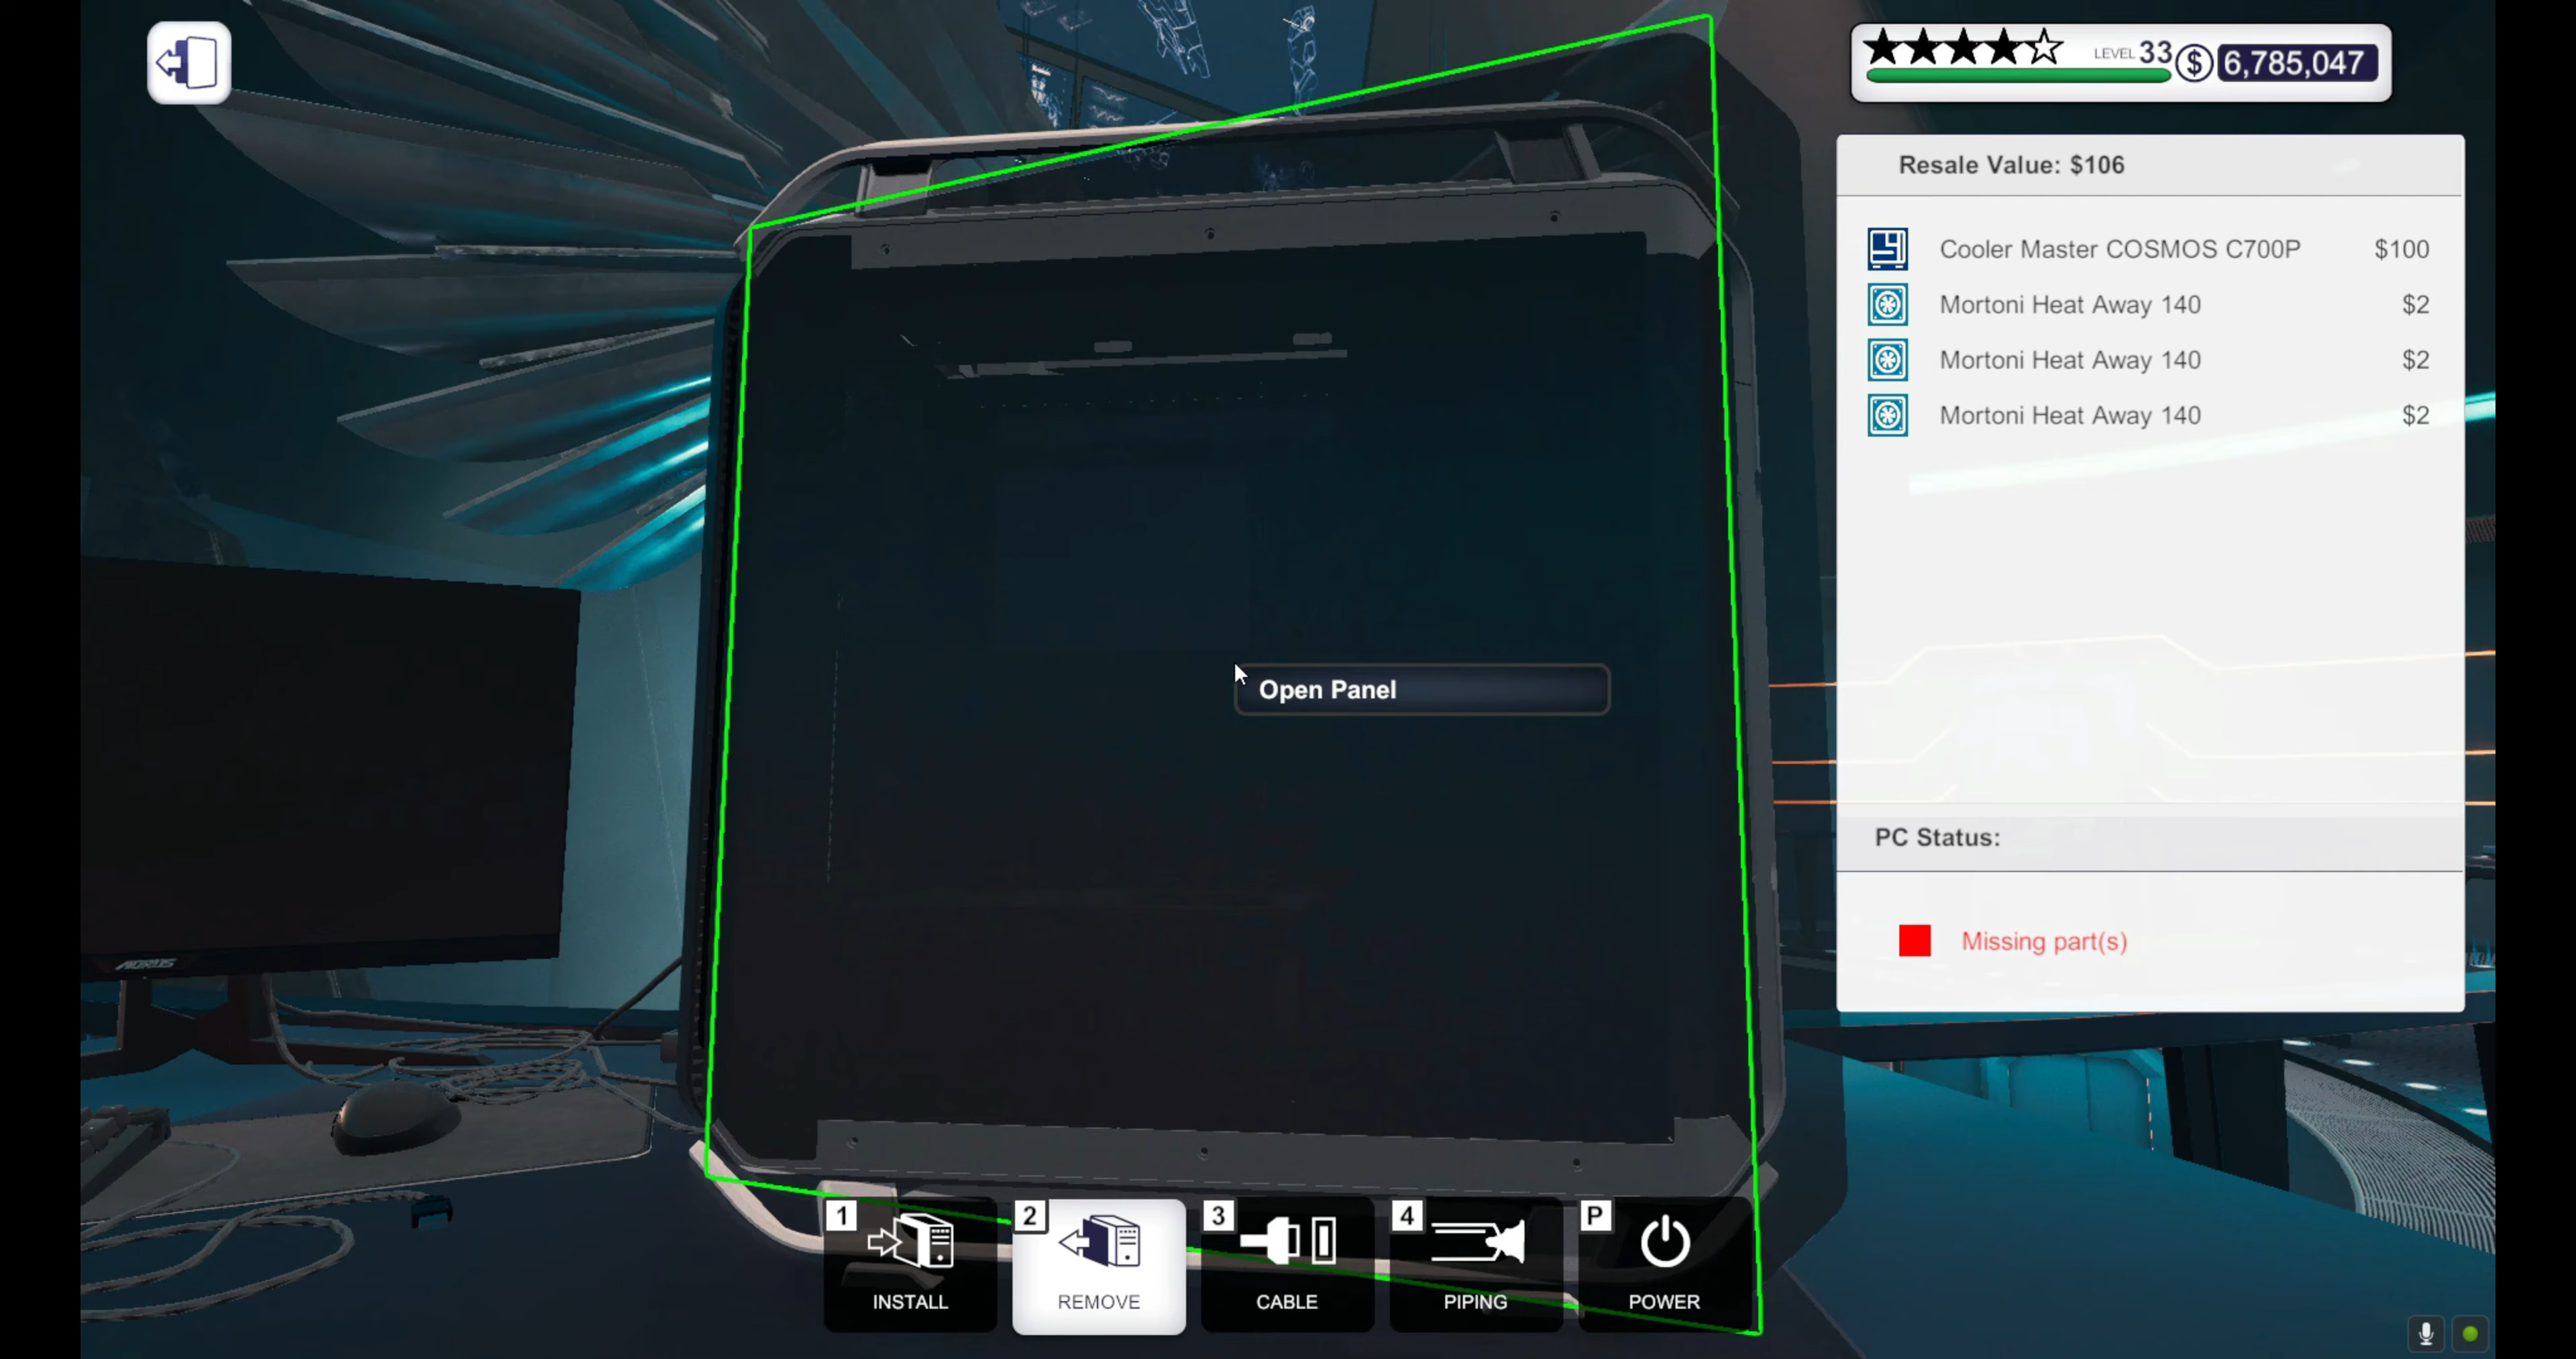 LEVEL 33
$ 6,785,047
Resale Value: $106
Cooler Master COSMOS C700P $100
Mortoni Heat Away 140 $2
Mortoni Heat Away 140 $2
Mortoni Heat Away 140 $2
Open Panel
PC Status:
Missing part(s)
AORUS
1 2 3 4 P
INSTALL REMOVE CABLE PIPING POWER